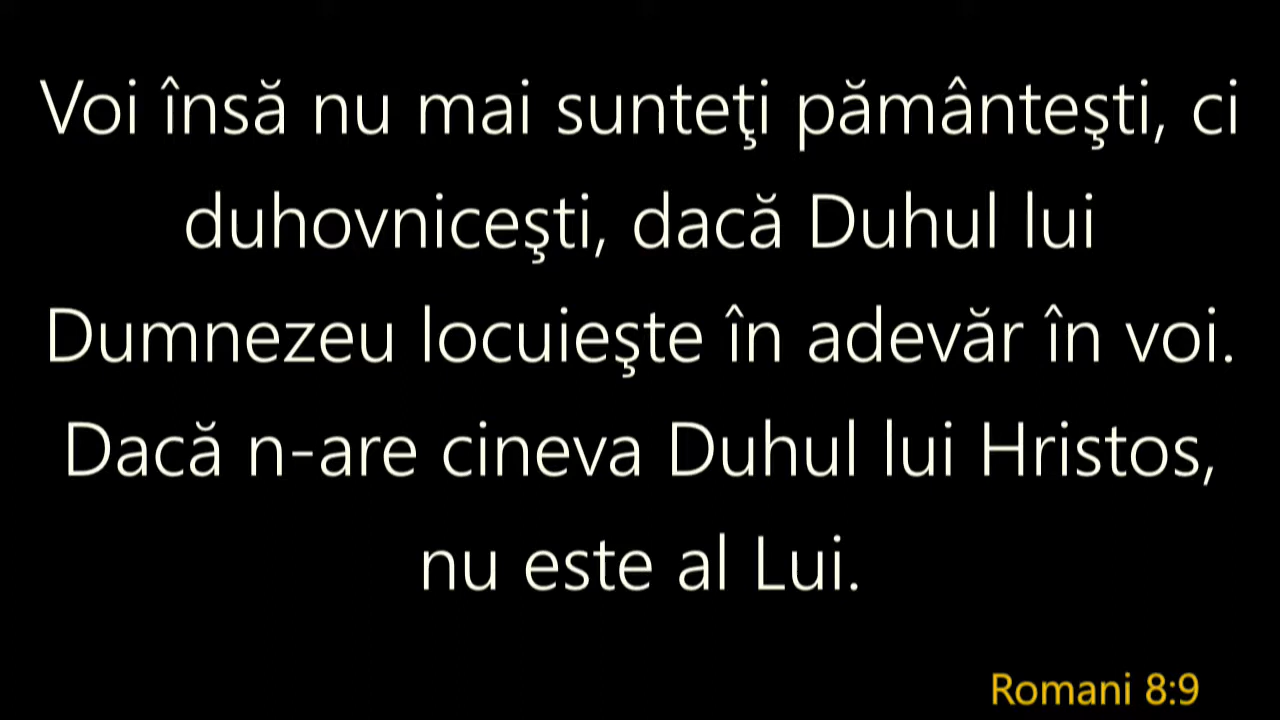 Voi însă nu mai sunteţi pământeşti, ci
duhovniceşti, dacă Duhul lui
Dumnezeu locuieşte în adevăr în voi.
Dacă n-are cineva Duhul lui Hristos,
nu este al Lui.
Romani 8:9